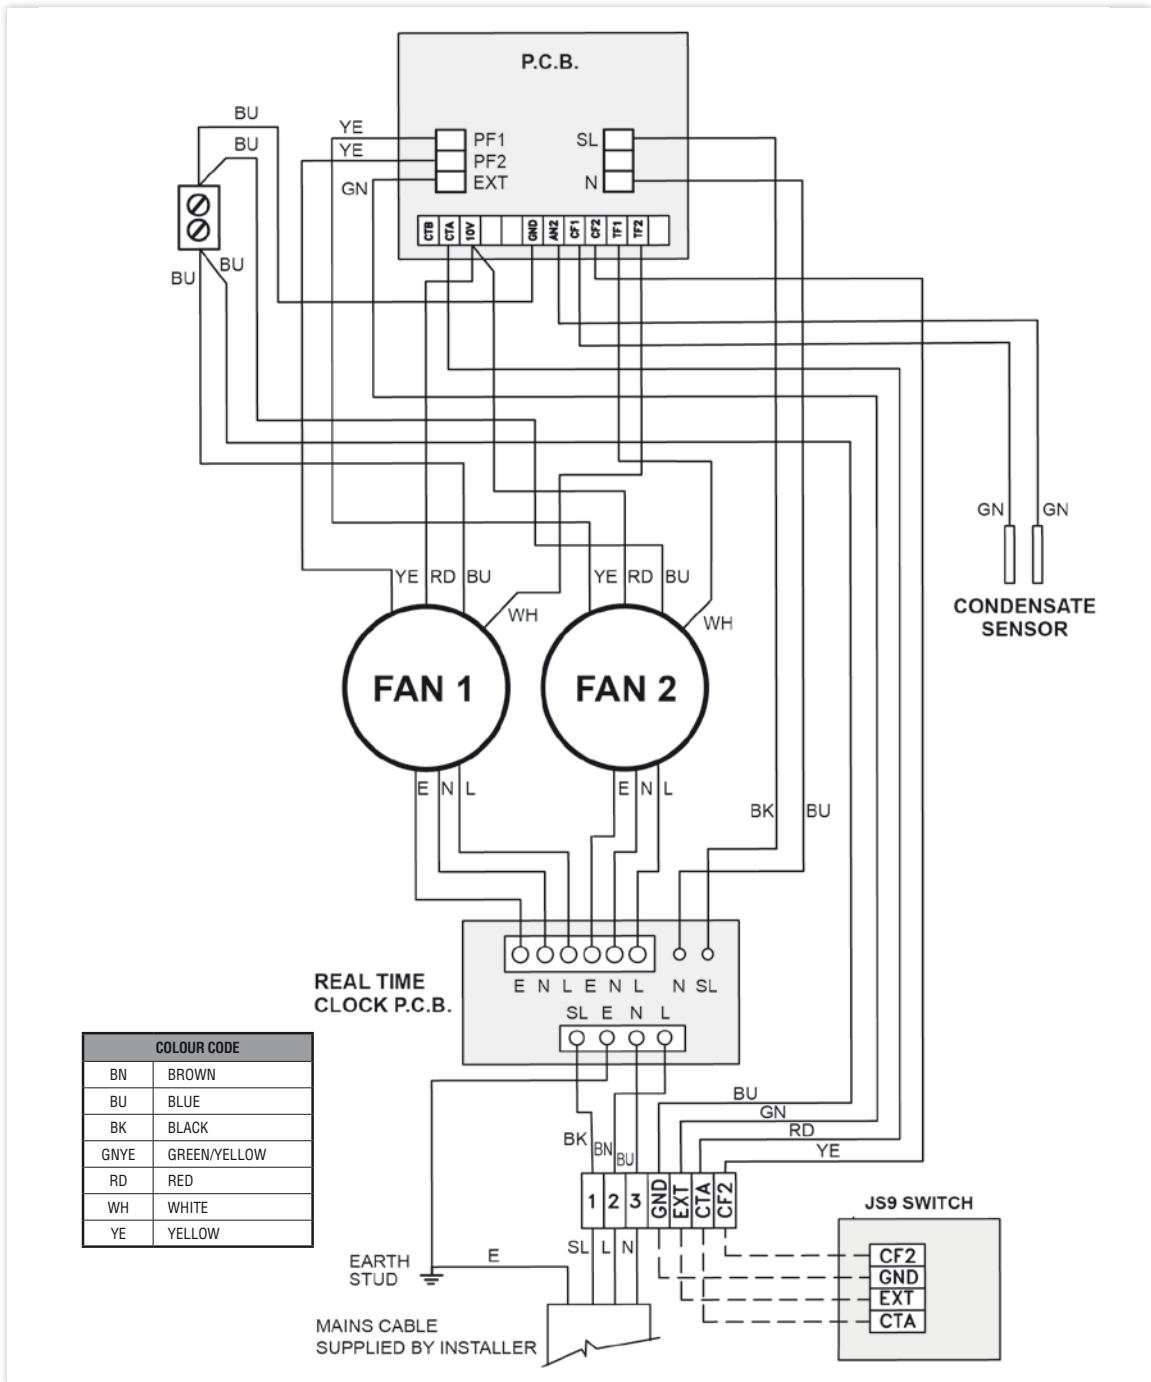 P.C.B.
BU
BU
YE
YE
GN
PF1
PF2
EXT
SL
N
CTB
CTA
10V
GND
AN2
CF1
CF2
TF1
TF2
BU
BU
GN
GN
CONDENSATE
SENSOR
YE
RD
BU
WH
YE
RD
BU
WH
FAN 1
FAN 2
E N L
E N L
BK
BU
REAL TIME
CLOCK P.C.B.
E N L E N L N SL
SL E N L
COLOUR CODE
BN BROWN
BU BLUE
BK BLACK
GNYE GREEN/YELLOW
RD RED
WH WHITE
YE YELLOW
BU
GN
RD
YE
BK
BN
BU
1 2 3 GND EXT CTA CF2
SL L N
E
EARTH
STUD
MAINS CABLE
SUPPLIED BY INSTALLER
JS9 SWITCH
CF2
GND
EXT
CTA